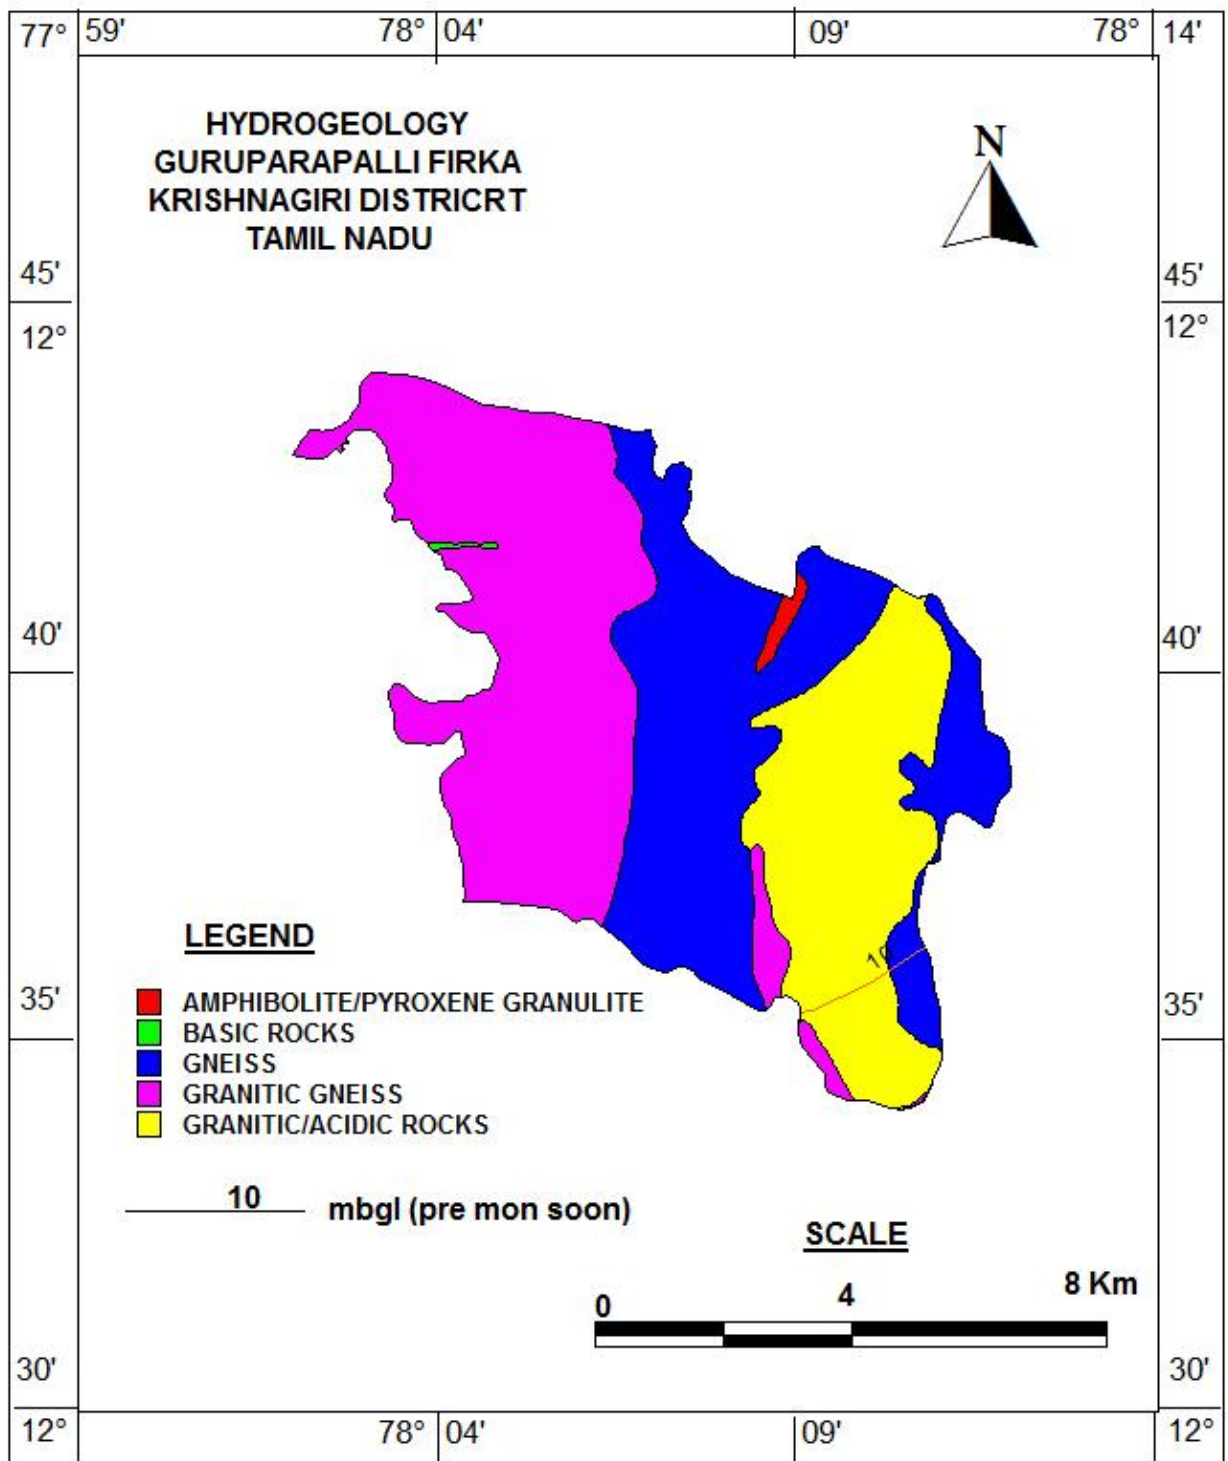 77° 59' 78° 04' 09' 78° 14'
HYDROGEOLOGY
GURUPARAPALLI FIRKA
KRISHNAGIRI DISTRICRT
TAMIL NADU
N
45' 45'
12° 12°
40' 40'
10
LEGEND
35' 35'
AMPHIBOLITE/PYROXENE GRANULITE
BASIC ROCKS
GNEISS
GRANITIC GNEISS
GRANITIC/ACIDIC ROCKS
10 mbgl (pre mon soon)
SCALE
0 4 8 Km
30' 30'
12° 78° 04' 09' 12°